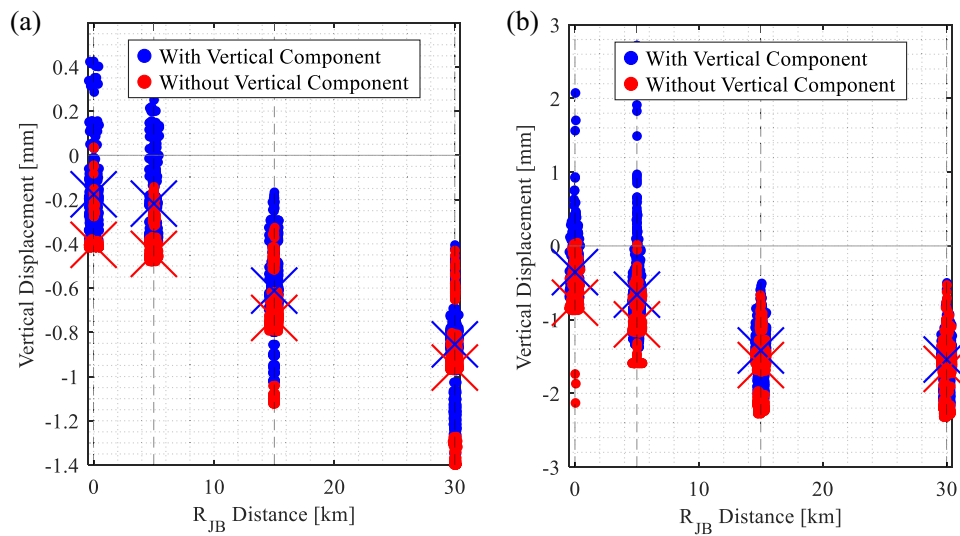 (a)
With Vertical Component
Without Vertical Component
Vertical Displacement [mm]
0.4
0.2
0
-0.2
-0.4
-0.6
-0.8
-1
-1.2
-1.4
0
10
20
30
R_JB Distance [km]
(b)
With Vertical Component
Without Vertical Component
Vertical Displacement [mm]
3
2
1
0
-1
-2
-3
0
10
20
30
R_JB Distance [km]